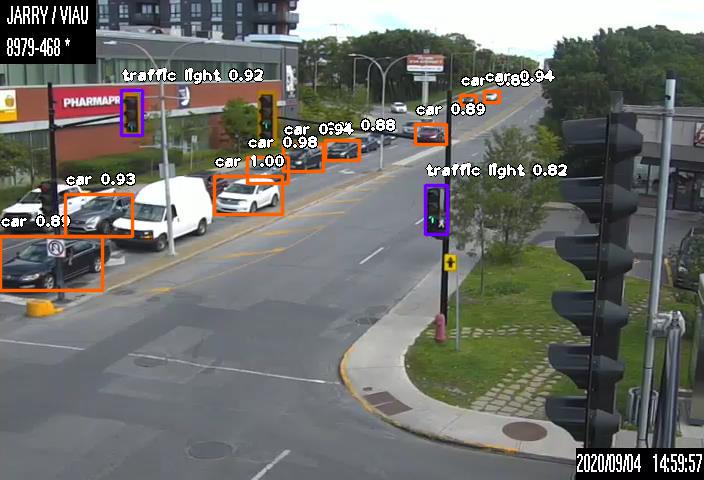 JARRY / VIAU
8979-468 *
traffic light 0.92
car 0.94
car 0.89
PHARMAPR
car 0.94
0.88
car 0.98
car 1.00
traffic light 0.82
car 0.93
car 0.89
2020/09/04 14:59:57